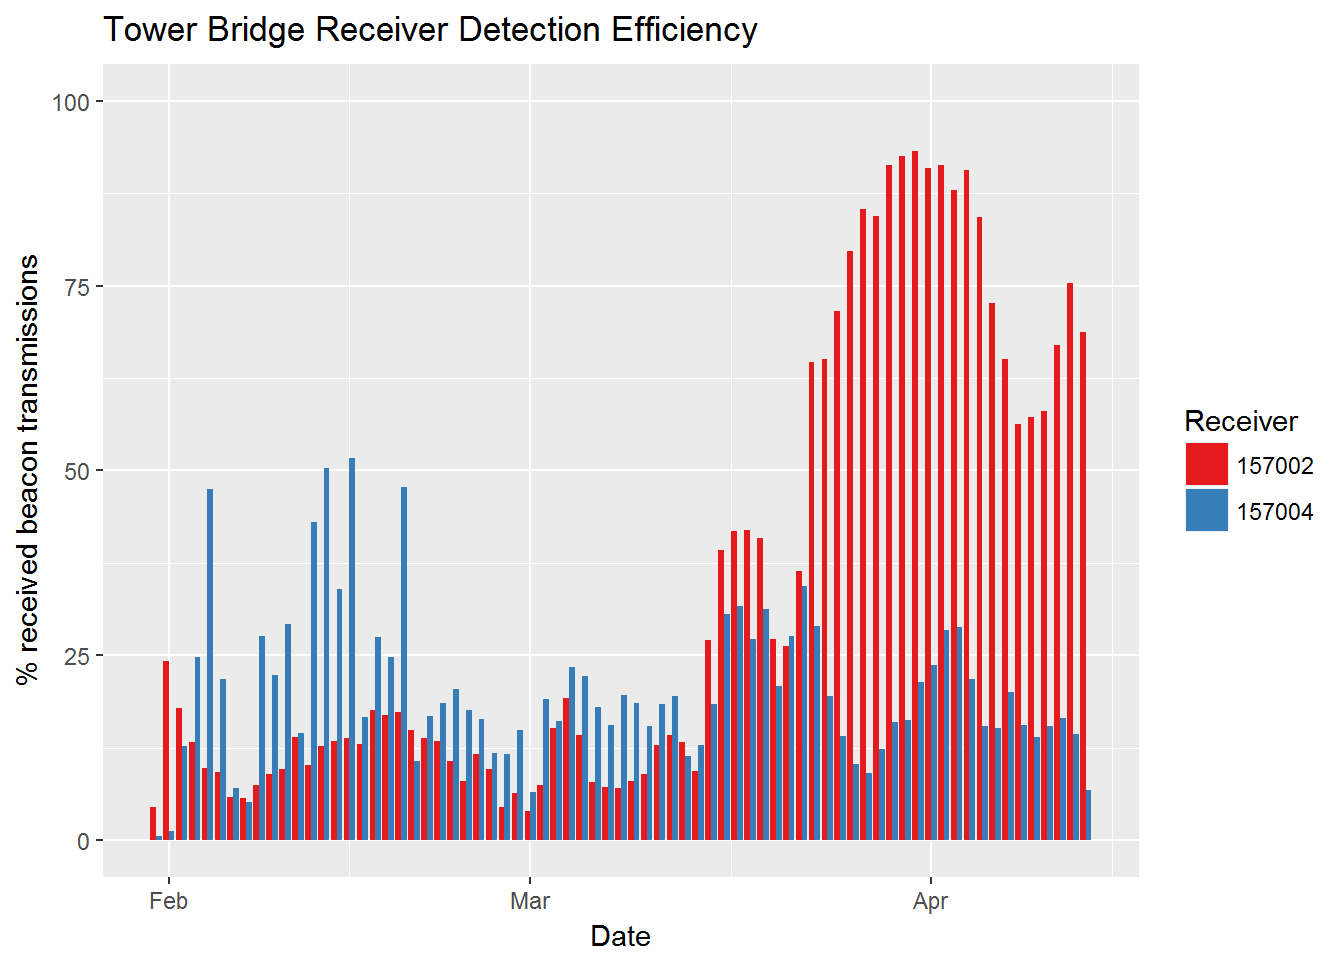 Tower Bridge Receiver Detection Efficiency
% received beacon transmissions
100
75
50
25
0
Feb
Mar
Apr
Date
Receiver
157002
157004